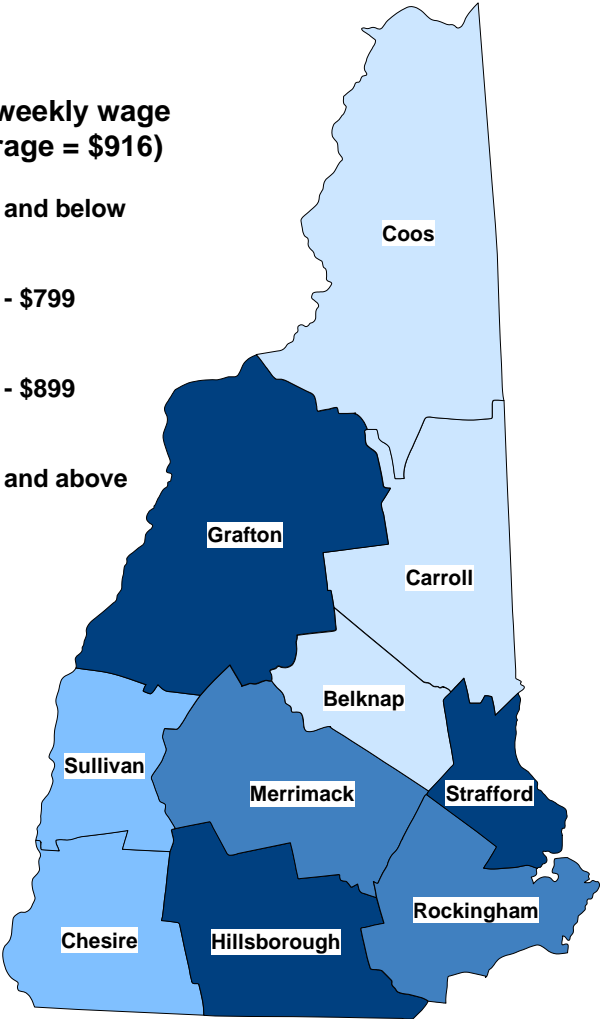 weekly wage
rage = $916)
and below
- $799
- $899
and above
Coos
Grafton
Carroll
Belknap
Sullivan
Merrimack
Strafford
Rockingham
Chesire
Hillsborough